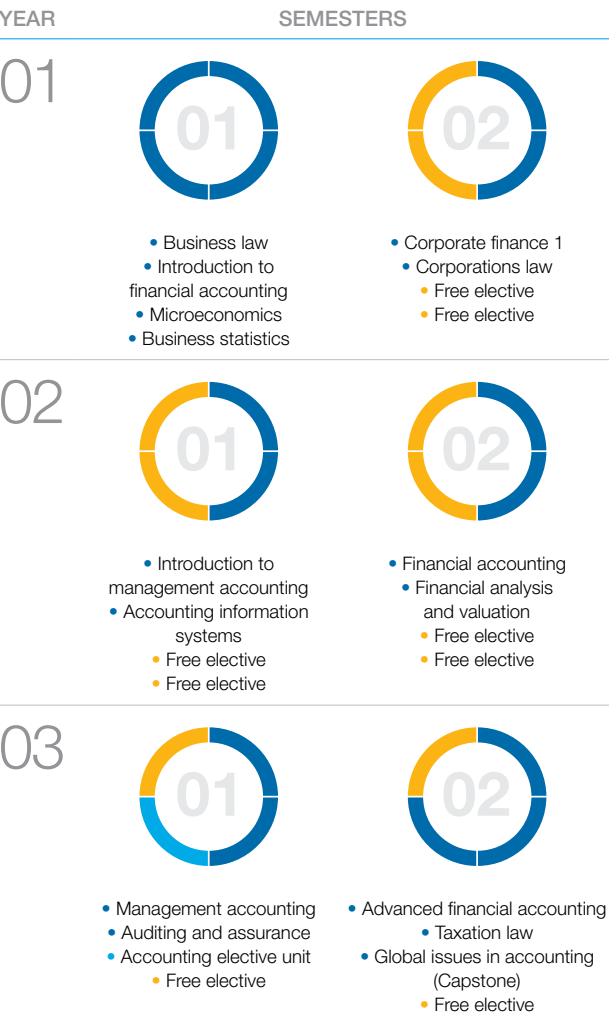 YEAR SEMESTERS
01
01
02
• Business law
• Introduction to
financial accounting
• Microeconomics
• Business statistics
• Corporate finance 1
• Corporations law
• Free elective
• Free elective
02
01
02
• Introduction to
management accounting
• Accounting information
systems
• Free elective
• Free elective
• Financial accounting
• Financial analysis
and valuation
• Free elective
• Free elective
03
01
02
• Management accounting
• Auditing and assurance
• Accounting elective unit
• Free elective
• Advanced financial accounting
• Taxation law
• Global issues in accounting
(Capstone)
• Free elective